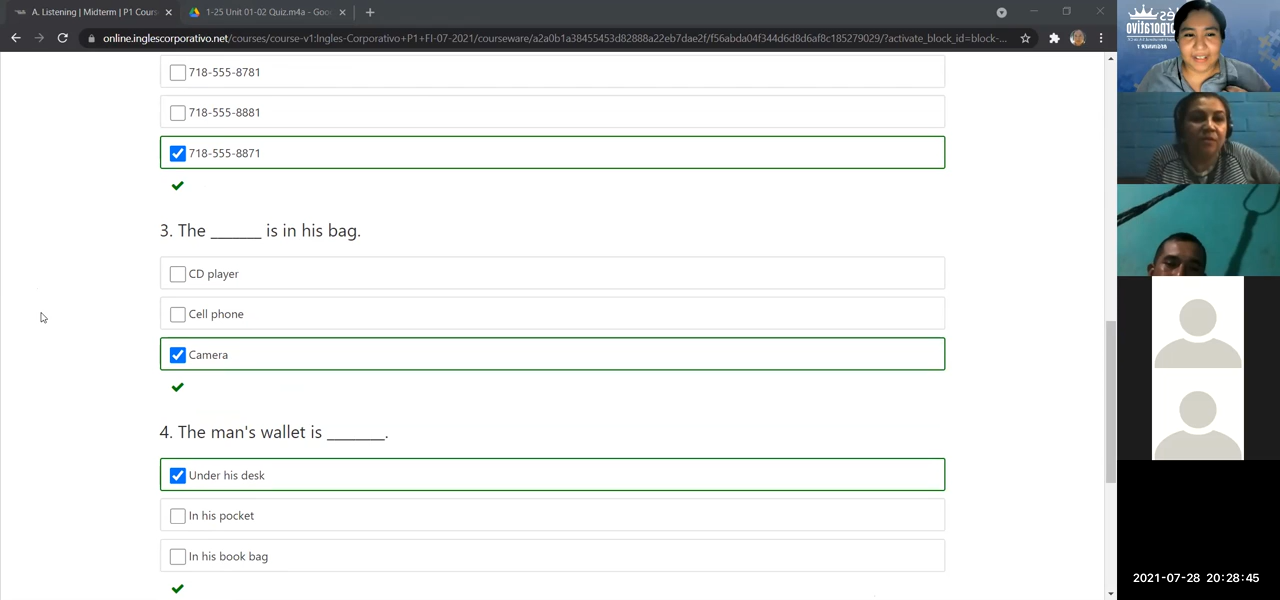 A. Listening | Midterm | P1 Cours
1-25 Unit 01-02 Quiz.m4a - Goo
online.inglescorporativo.net/courses/course-v1:Ingles-Corporativo+P1+FI-07-2021/courseware/a2a0b1a38455453d82888a22eb7dae2f/f56abda04f344d6d8d6af8c185279029/?activate_block_id=block-...
718-555-8781
718-555-8881
718-555-8871
3. The ______ is in his bag.
CD player
Cell phone
Camera
4. The man's wallet is _______.
Under his desk
In his pocket
In his book bag
2021-07-28 20:28:45